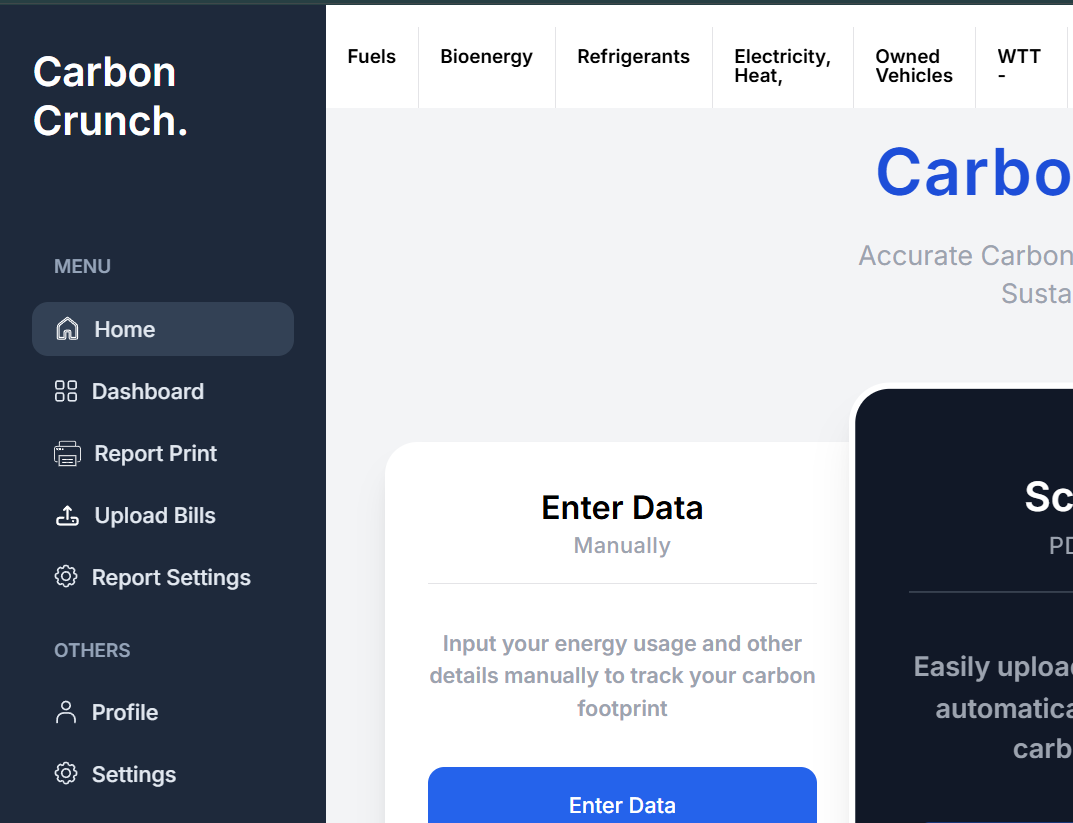 Carbon
Crunch.
MENU
Home
Dashboard
Report Print
Upload Bills
Report Settings
OTHERS
Profile
Settings
Fuels
Bioenergy
Refrigerants
Electricity,
Heat,
Owned
Vehicles
WTT
-
Carbo
Accurate Carbon
Susta
Enter Data
Manually
Input your energy usage and other
details manually to track your carbon
footprint
Enter Data
Sc
PD
Easily uploa
automatica
carb